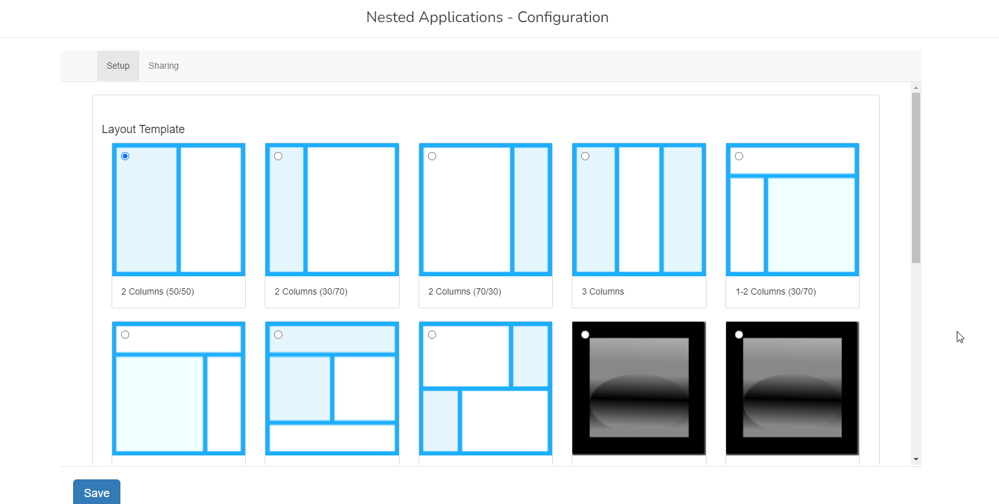 Nested Applications - Configuration
Setup Sharing
Layout Template
2 Columns (50/50) 2 Columns (30/70) 2 Columns (70/30) 3 Columns 1-2 Columns (30/70)
Save